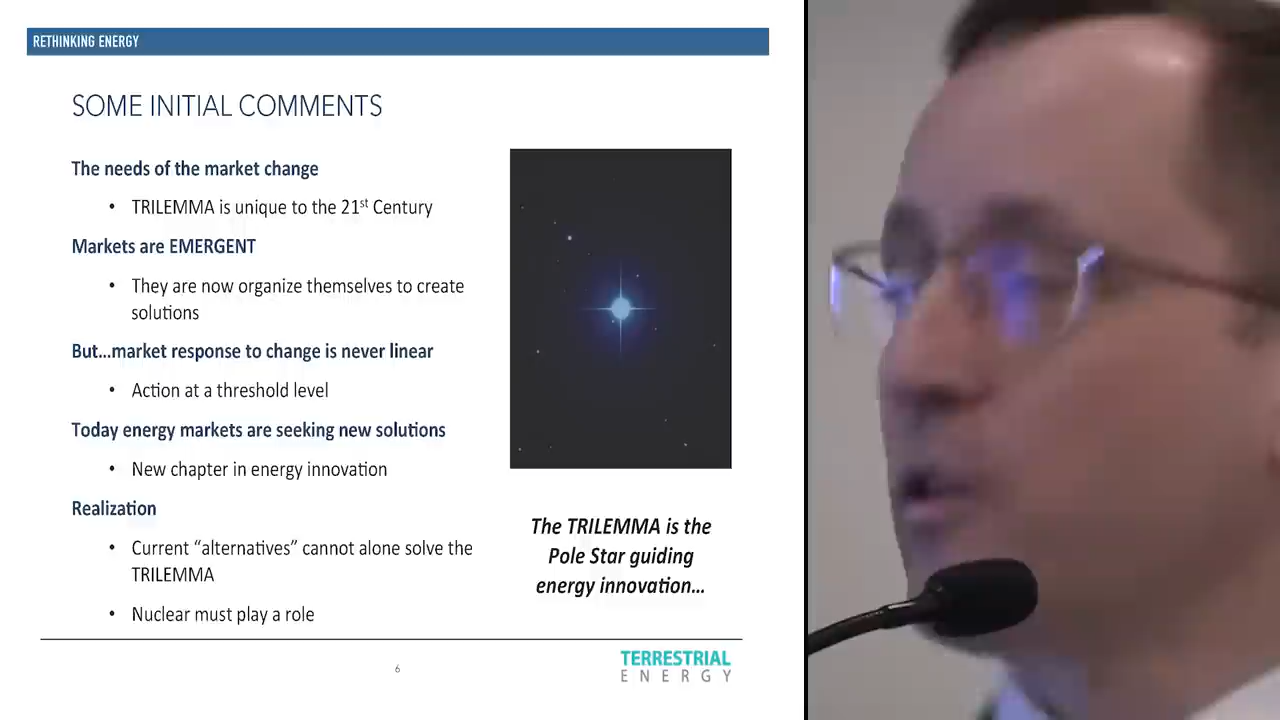 RETHINKING ENERGY
SOME INITIAL COMMENTS
The needs of the market change
• TRILEMMA is unique to the 21st Century
Markets are EMERGENT
• They are now organize themselves to create
solutions
But…market response to change is never linear
• Action at a threshold level
Today energy markets are seeking new solutions
• New chapter in energy innovation
Realization
• Current “alternatives” cannot alone solve the
TRILEMMA
• Nuclear must play a role
The TRILEMMA is the
Pole Star guiding
energy innovation…
6
TERRESTRIAL
ENERGY